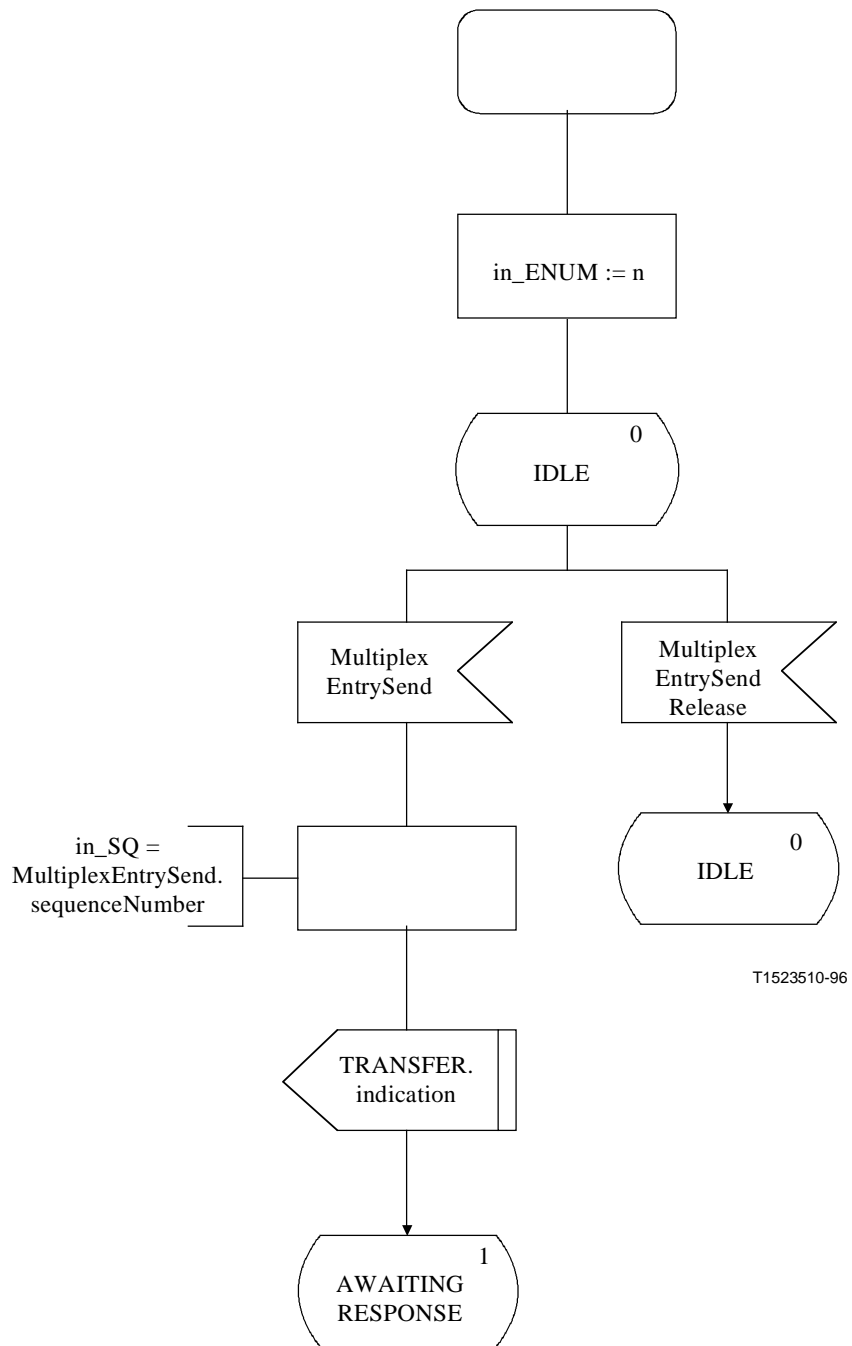 in_ENUM := n
0
IDLE
Multiplex
EntrySend
Multiplex
EntrySend
Release
in_SQ =
MultiplexEntrySend.
sequenceNumber
0
IDLE
T1523510-96
TRANSFER.
indication
1
AWAITING
RESPONSE